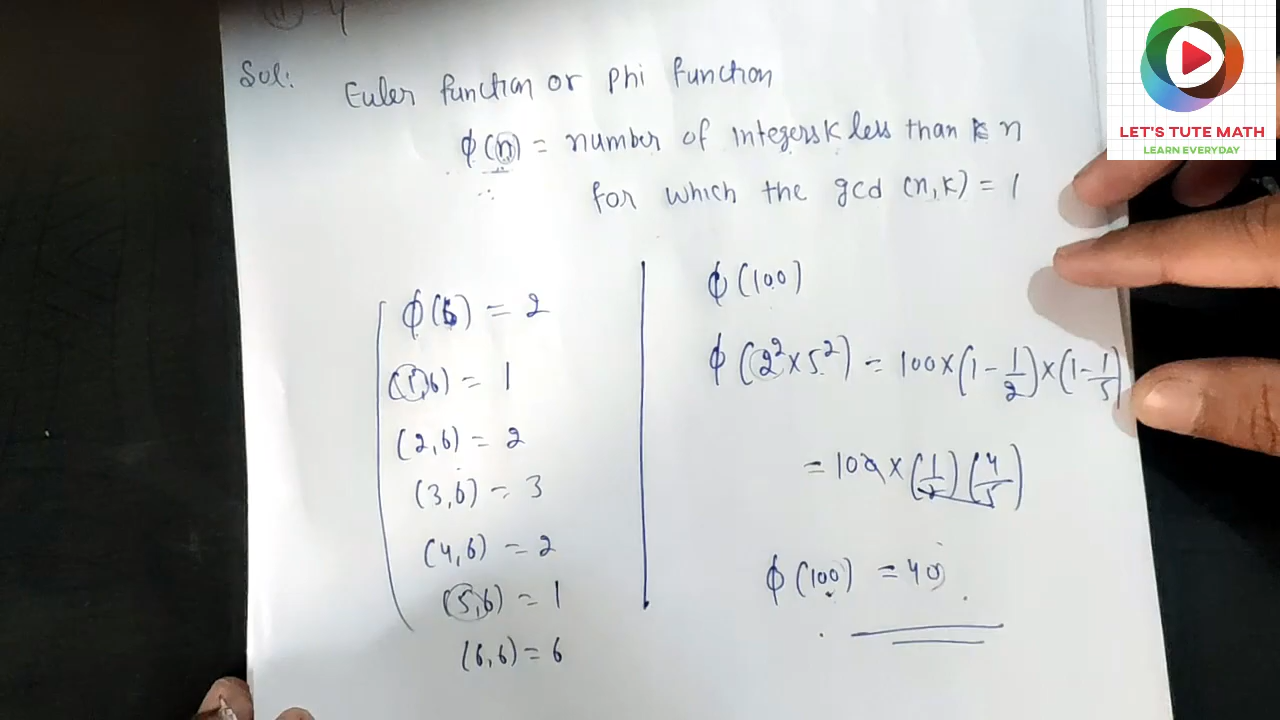 Sol: Euler function or Phi function
ϕ(n) = number of integers k less than n
for which the gcd (n,k) = 1
ϕ(6) = 2
(1,6) = 1
(2,6) = 2
(3,6) = 3
(4,6) = 2
(5,6) = 1
(6,6) = 6
ϕ(100)
ϕ(2²×5²) = 100×(1-1/2)×(1-1/5)
= 100×(1/2)(4/5)
ϕ(100) = 40
LET'S TUTE MATH
LEARN EVERYDAY